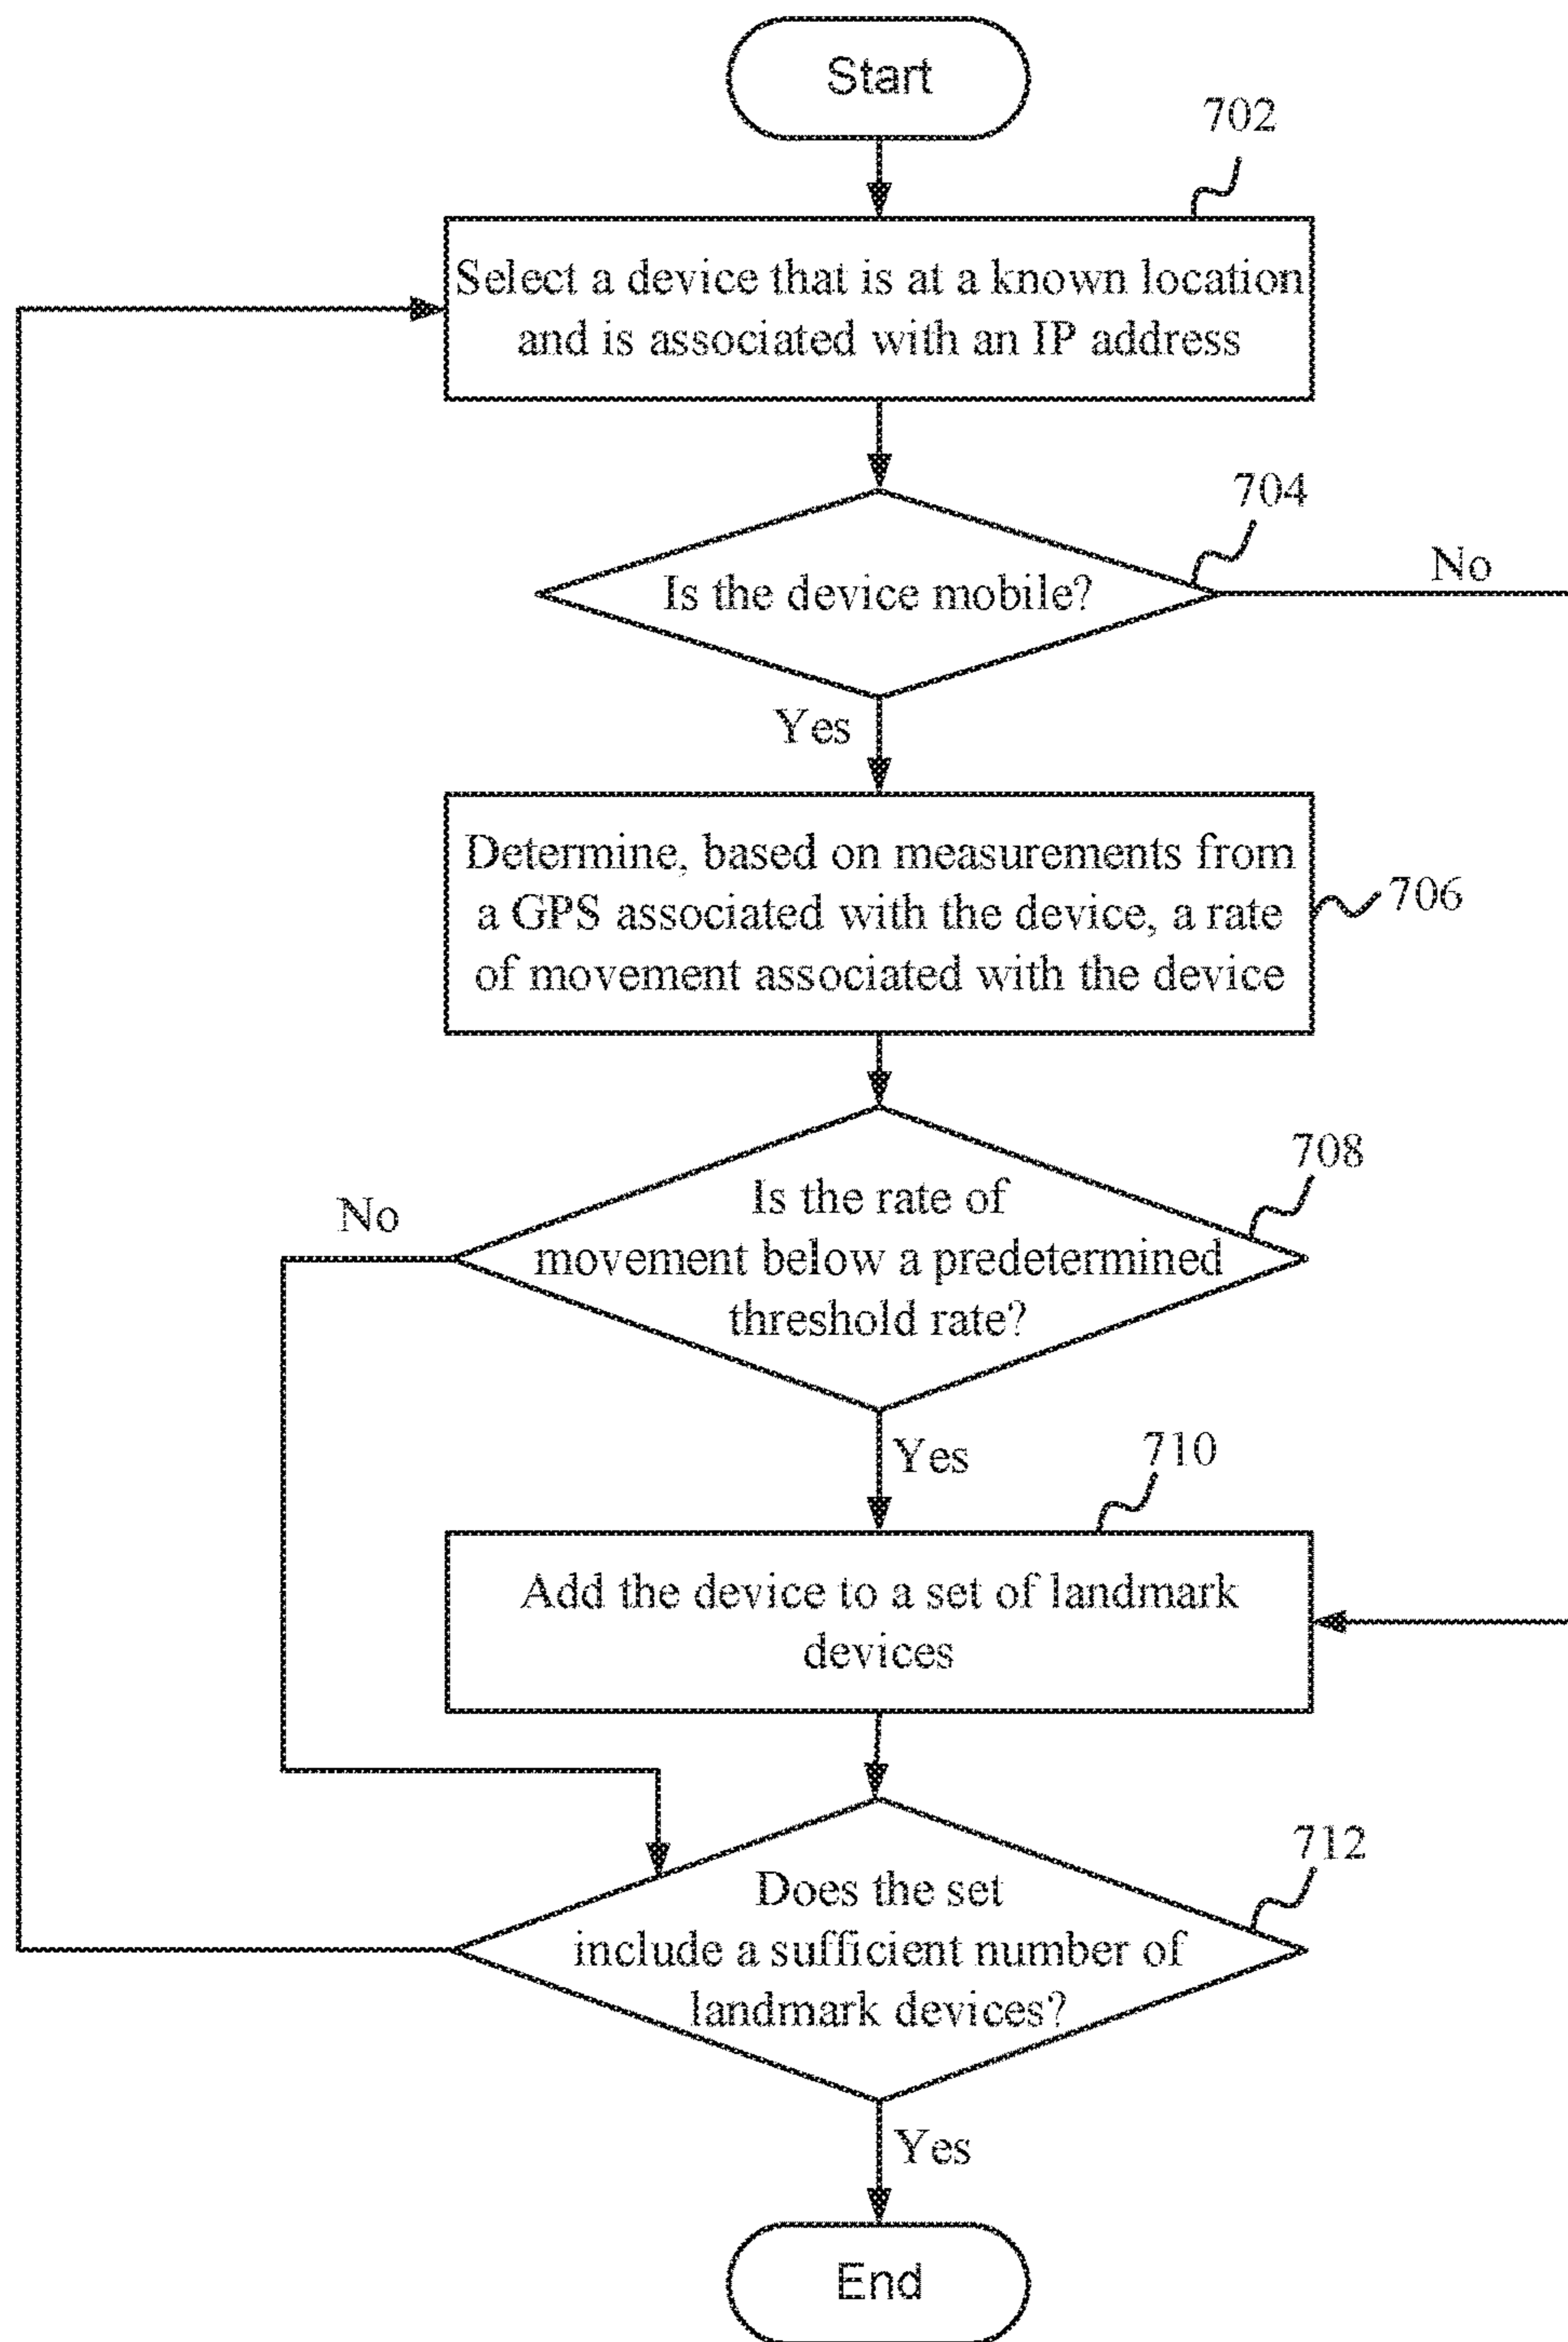 Start
702
Select a device that is at a known location
and is associated with an IP address
704
Is the device mobile?
No
Yes
Determine, based on measurements from
a GPS associated with the device, a rate
of movement associated with the device
706
708
No
Is the rate of
movement below a predetermined
threshold rate?
Yes
710
Add the device to a set of landmark
devices
712
Does the set
include a sufficient number of
landmark devices?
Yes
End